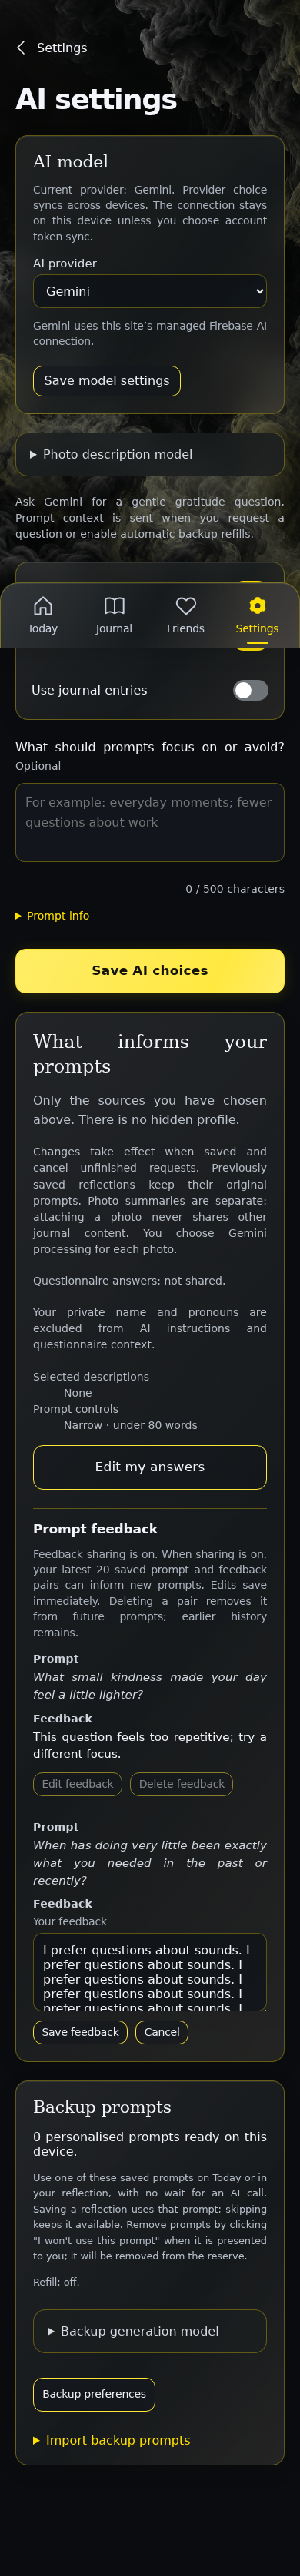 Settings
AI settings
AI model
Current provider: Gemini. Provider choice
syncs across devices. The connection stays
on this device unless you choose account
token sync.
AI provider
Gemini
Gemini uses this site's managed Firebase AI
connection.
Save model settings
Photo description model
Ask Gemini for a gentle gratitude question.
Prompt context is sent when you request a
question or enable automatic backup refills.
Today
Journal
Friends
Settings
Use journal entries
What should prompts focus on or avoid?
Optional
For example: everyday moments; fewer
questions about work
0 / 500 characters
Prompt info
Save AI choices
What informs your
prompts
Only the sources you have chosen
above. There is no hidden profile.
Changes take effect when saved and
cancel unfinished requests. Previously
saved reflections keep their original
prompts. Photo summaries are separate:
attaching a photo never shares other
journal content. You choose Gemini
processing for each photo.
Questionnaire answers: not shared.
Your private name and pronouns are
excluded from AI instructions and
questionnaire context.
Selected descriptions
None
Prompt controls
Narrow · under 80 words
Edit my answers
Prompt feedback
Feedback sharing is on. When sharing is on,
your latest 20 saved prompt and feedback
pairs can inform new prompts. Edits save
immediately. Deleting a pair removes it
from future prompts; earlier history
remains.
Prompt
What small kindness made your day
feel a little lighter?
Feedback
This question feels too repetitive; try a
different focus.
Edit feedback
Delete feedback
Prompt
When has doing very little been exactly
what you needed in the past or
recently?
Feedback
Your feedback
I prefer questions about sounds. I
prefer questions about sounds. I
prefer questions about sounds. I
prefer questions about sounds. I
prefer questions about sounds. I
Save feedback
Cancel
Backup prompts
0 personalised prompts ready on this
device.
Use one of these saved prompts on Today or in
your reflection, with no wait for an AI call.
Saving a reflection uses that prompt; skipping
keeps it available. Remove prompts by clicking
"I won't use this prompt" when it is presented
to you; it will be removed from the reserve.
Refill: off.
Backup generation model
Backup preferences
Import backup prompts